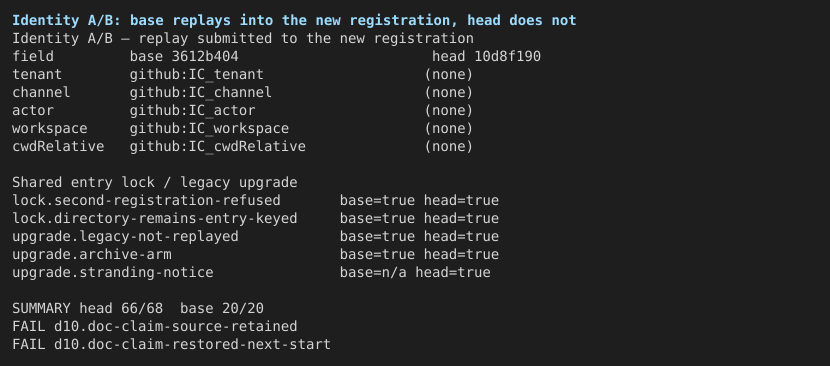 Identity A/B: base replays into the new registration, head does not
Identity A/B — replay submitted to the new registration
field base 3612b404 head 10d8f190
tenant github:IC_tenant (none)
channel github:IC_channel (none)
actor github:IC_actor (none)
workspace github:IC_workspace (none)
cwdRelative github:IC_cwdRelative (none)
Shared entry lock / legacy upgrade
lock.second-registration-refused base=true head=true
lock.directory-remains-entry-keyed base=true head=true
upgrade.legacy-not-replayed base=true head=true
upgrade.archive-arm base=true head=true
upgrade.stranding-notice base=n/a head=true
SUMMARY head 66/68 base 20/20
FAIL d10.doc-claim-source-retained
FAIL d10.doc-claim-restored-next-start